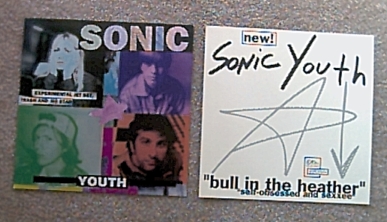 SONIC
EXPERIMENTAL JET SET,
TRASH AND NO STAR
YOUTH
new!
Sonic Youth
"bull in the heather"
"self-obsessed and sexxee"